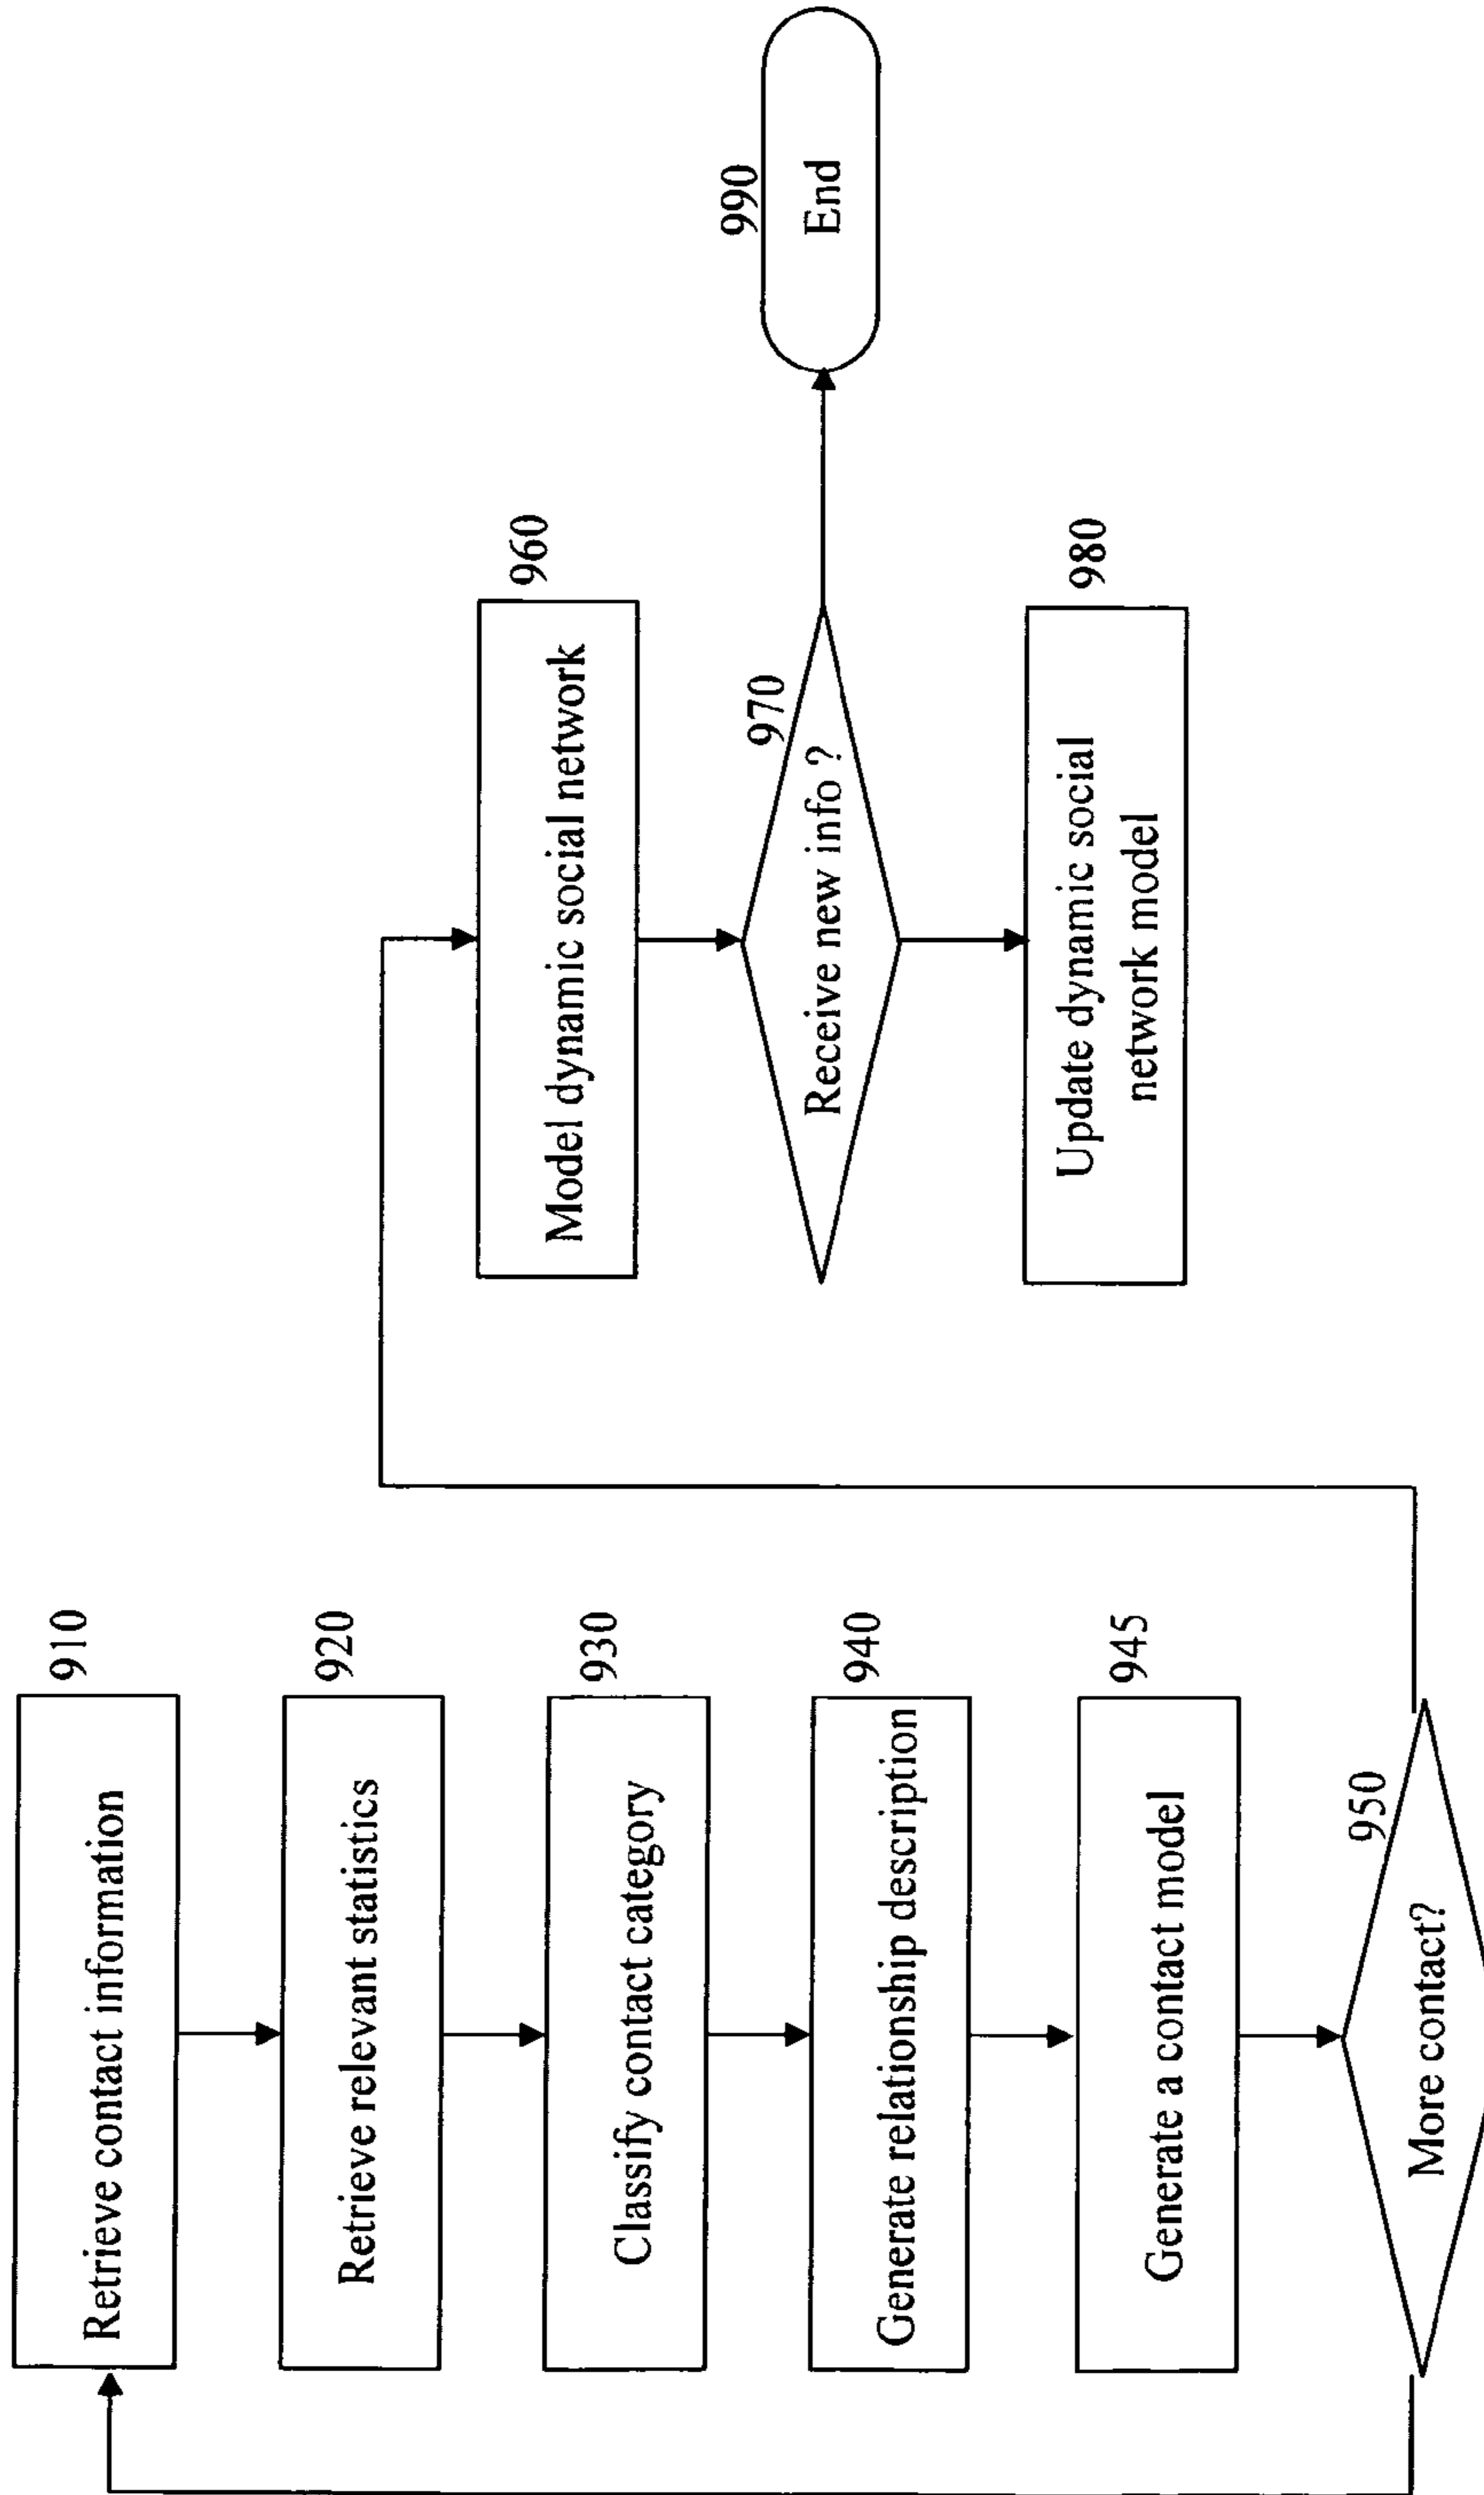 910
Retrieve contact information
920
Retrieve relevant statistics
930
Classify contact category
940
Generate relationship description
945
Generate a contact model
950
More contact?
960
Model dynamic social network
970
Receive new info ?
980
Update dynamic social
network model
990
End